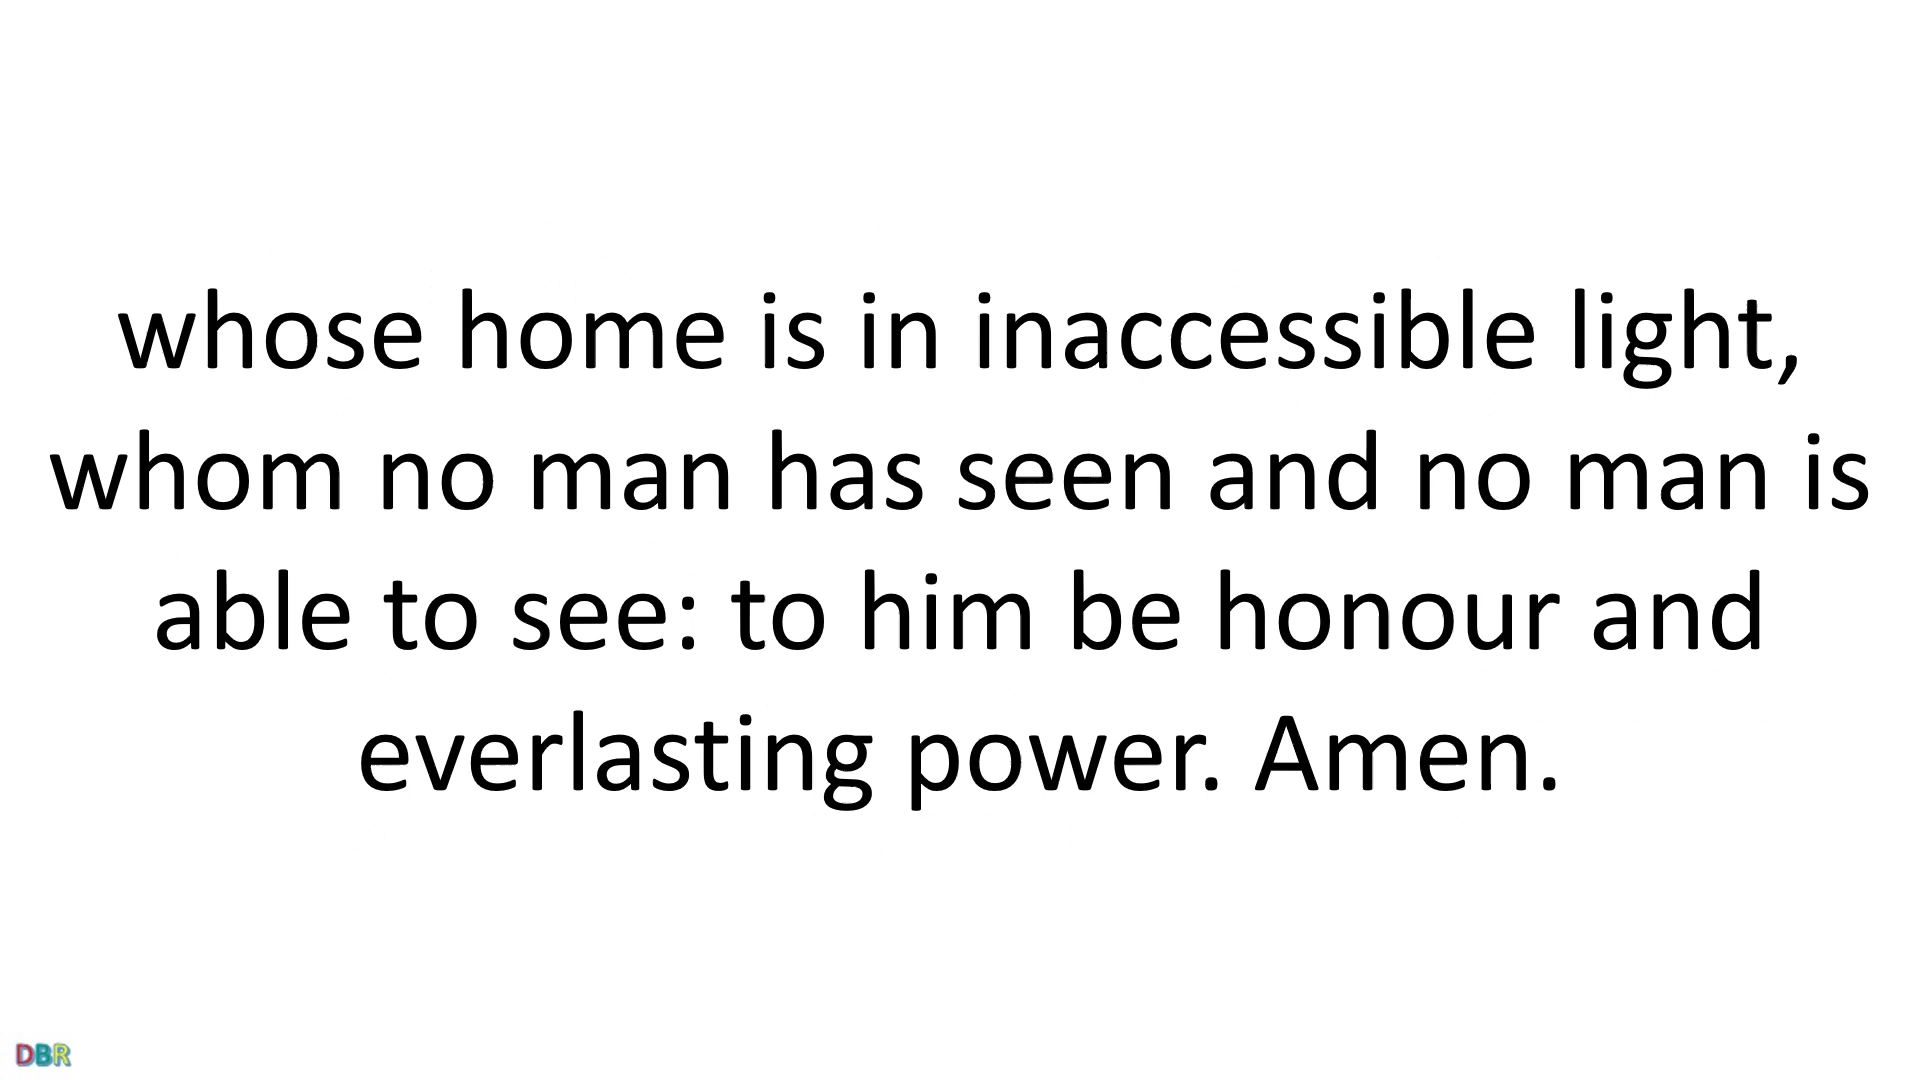 whose home is in inaccessible light,
whom no man has seen and no man is
able to see: to him be honour and
everlasting power. Amen.
DBR